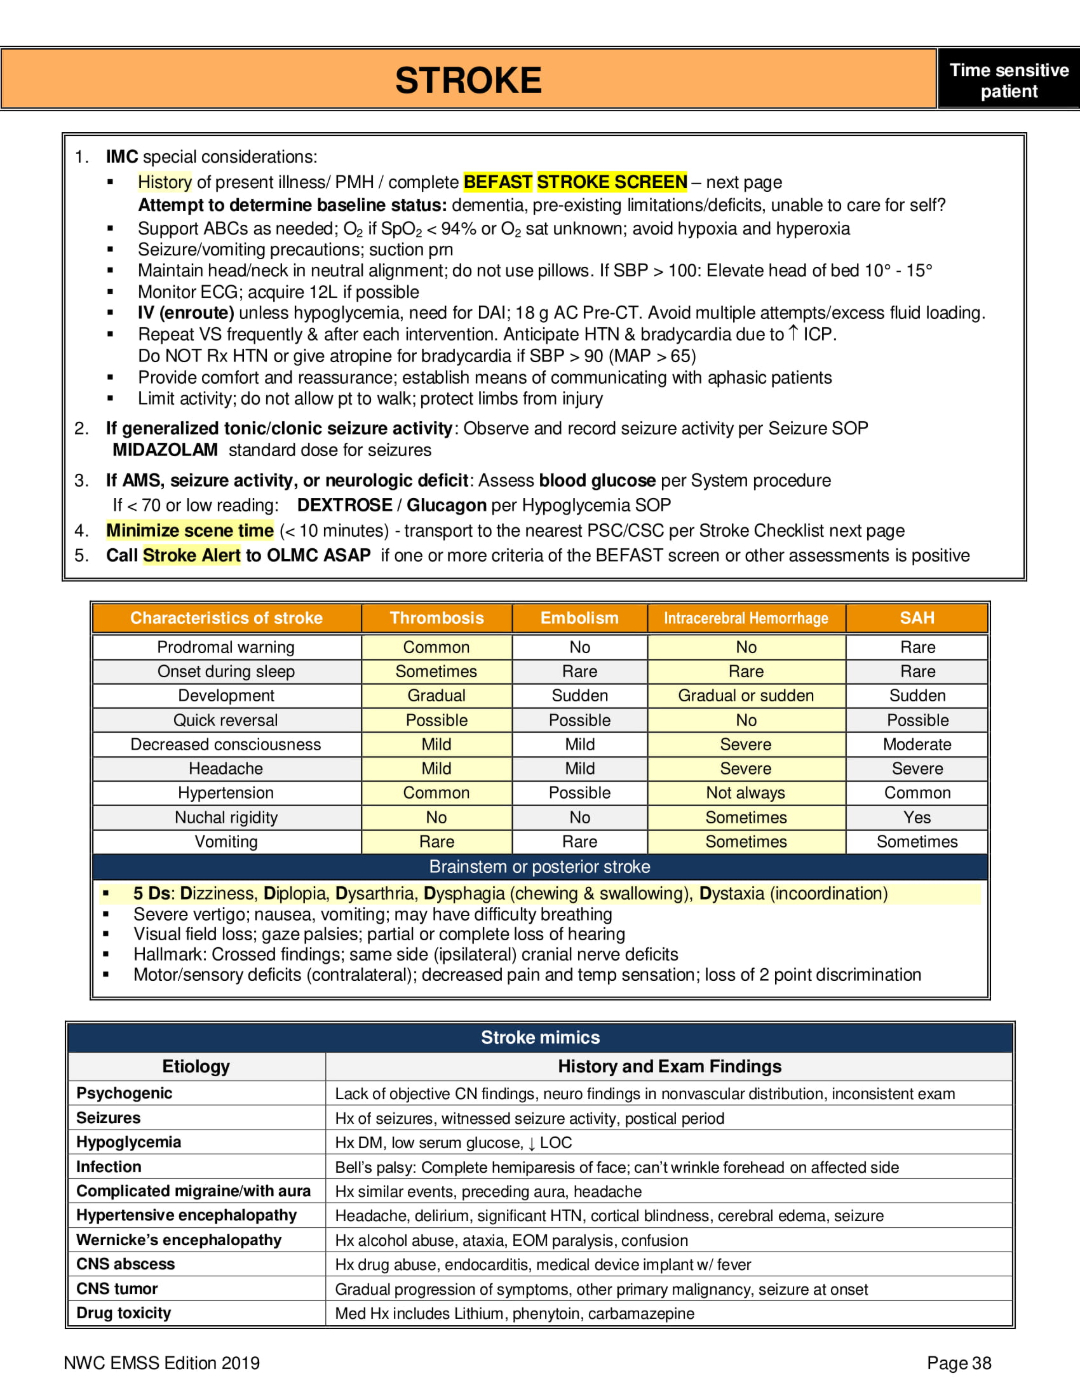 STROKE
Time sensitive
patient
1. IMC special considerations:
▪ History of present illness/ PMH / complete BEFAST STROKE SCREEN – next page
Attempt to determine baseline status: dementia, pre-existing limitations/deficits, unable to care for self?
▪ Support ABCs as needed; O2 if SpO2 < 94% or O2 sat unknown; avoid hypoxia and hyperoxia
▪ Seizure/vomiting precautions; suction prn
▪ Maintain head/neck in neutral alignment; do not use pillows. If SBP > 100: Elevate head of bed 10° - 15°
▪ Monitor ECG; acquire 12L if possible
▪ IV (enroute) unless hypoglycemia, need for DAI; 18 g AC Pre-CT. Avoid multiple attempts/excess fluid loading.
▪ Repeat VS frequently & after each intervention. Anticipate HTN & bradycardia due to ↑ ICP.
Do NOT Rx HTN or give atropine for bradycardia if SBP > 90 (MAP > 65)
▪ Provide comfort and reassurance; establish means of communicating with aphasic patients
▪ Limit activity; do not allow pt to walk; protect limbs from injury
2. If generalized tonic/clonic seizure activity: Observe and record seizure activity per Seizure SOP
MIDAZOLAM standard dose for seizures
3. If AMS, seizure activity, or neurologic deficit: Assess blood glucose per System procedure
If < 70 or low reading: DEXTROSE / Glucagon per Hypoglycemia SOP
4. Minimize scene time (< 10 minutes) - transport to the nearest PSC/CSC per Stroke Checklist next page
5. Call Stroke Alert to OLMC ASAP if one or more criteria of the BEFAST screen or other assessments is positive
Characteristics of stroke Thrombosis Embolism Intracerebral Hemorrhage SAH
Prodromal warning Common No No Rare
Onset during sleep Sometimes Rare Rare Rare
Development Gradual Sudden Gradual or sudden Sudden
Quick reversal Possible Possible No Possible
Decreased consciousness Mild Mild Severe Moderate
Headache Mild Mild Severe Severe
Hypertension Common Possible Not always Common
Nuchal rigidity No No Sometimes Yes
Vomiting Rare Rare Sometimes Sometimes
Brainstem or posterior stroke
▪ 5 Ds: Dizziness, Diplopia, Dysarthria, Dysphagia (chewing & swallowing), Dystaxia (incoordination)
▪ Severe vertigo; nausea, vomiting; may have difficulty breathing
▪ Visual field loss; gaze palsies; partial or complete loss of hearing
▪ Hallmark: Crossed findings; same side (ipsilateral) cranial nerve deficits
▪ Motor/sensory deficits (contralateral); decreased pain and temp sensation; loss of 2 point discrimination
Stroke mimics
Etiology History and Exam Findings
Psychogenic Lack of objective CN findings, neuro findings in nonvascular distribution, inconsistent exam
Seizures Hx of seizures, witnessed seizure activity, postical period
Hypoglycemia Hx DM, low serum glucose, ↓ LOC
Infection Bell's palsy: Complete hemiparesis of face; can't wrinkle forehead on affected side
Complicated migraine/with aura Hx similar events, preceding aura, headache
Hypertensive encephalopathy Headache, delirium, significant HTN, cortical blindness, cerebral edema, seizure
Wernicke's encephalopathy Hx alcohol abuse, ataxia, EOM paralysis, confusion
CNS abscess Hx drug abuse, endocarditis, medical device implant w/ fever
CNS tumor Gradual progression of symptoms, other primary malignancy, seizure at onset
Drug toxicity Med Hx includes Lithium, phenytoin, carbamazepine
NWC EMSS Edition 2019 Page 38